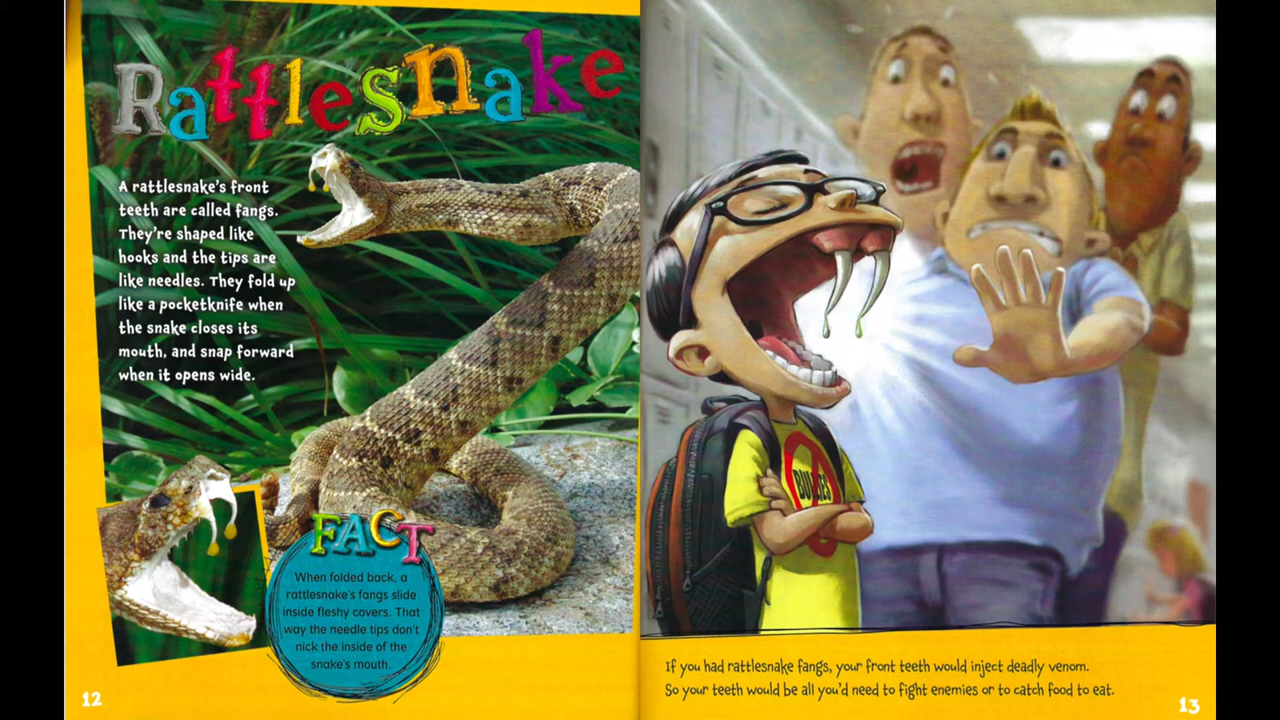 Rattlesnake
A rattlesnake's front
teeth are called fangs.
They're shaped like
hooks and the tips are
like needles. They fold up
like a pocketknife when
the snake closes its
mouth, and snap forward
when it opens wide.
FACT
When folded back, a
rattlesnake's fangs slide
inside fleshy covers. That
way the needle tips don't
nick the inside of the
snake's mouth.
12
BULLIES
If you had rattlesnake fangs, your front teeth would inject deadly venom.
So your teeth would be all you'd need to fight enemies or to catch food to eat.
13